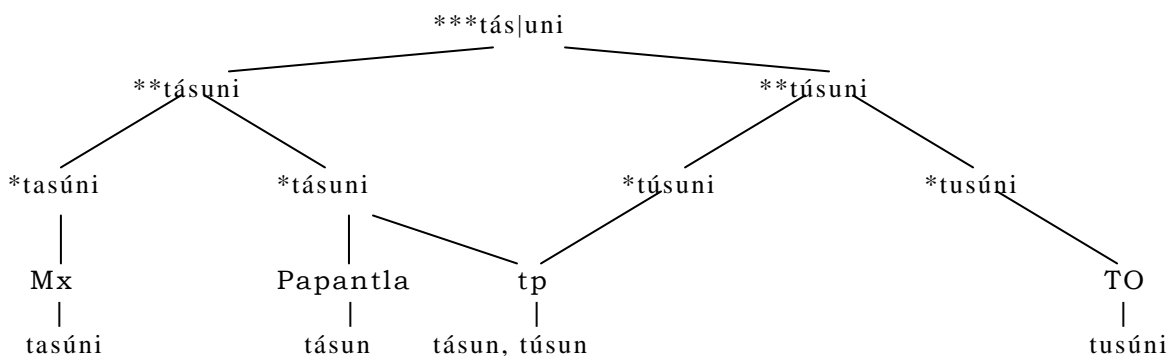 ***tás|uni
**tásuni **túsuni
*tasúni *tásuni *túsuni *tusúni
Mx Papantla tp TO
tasúni tásun tásun, túsun tusúni